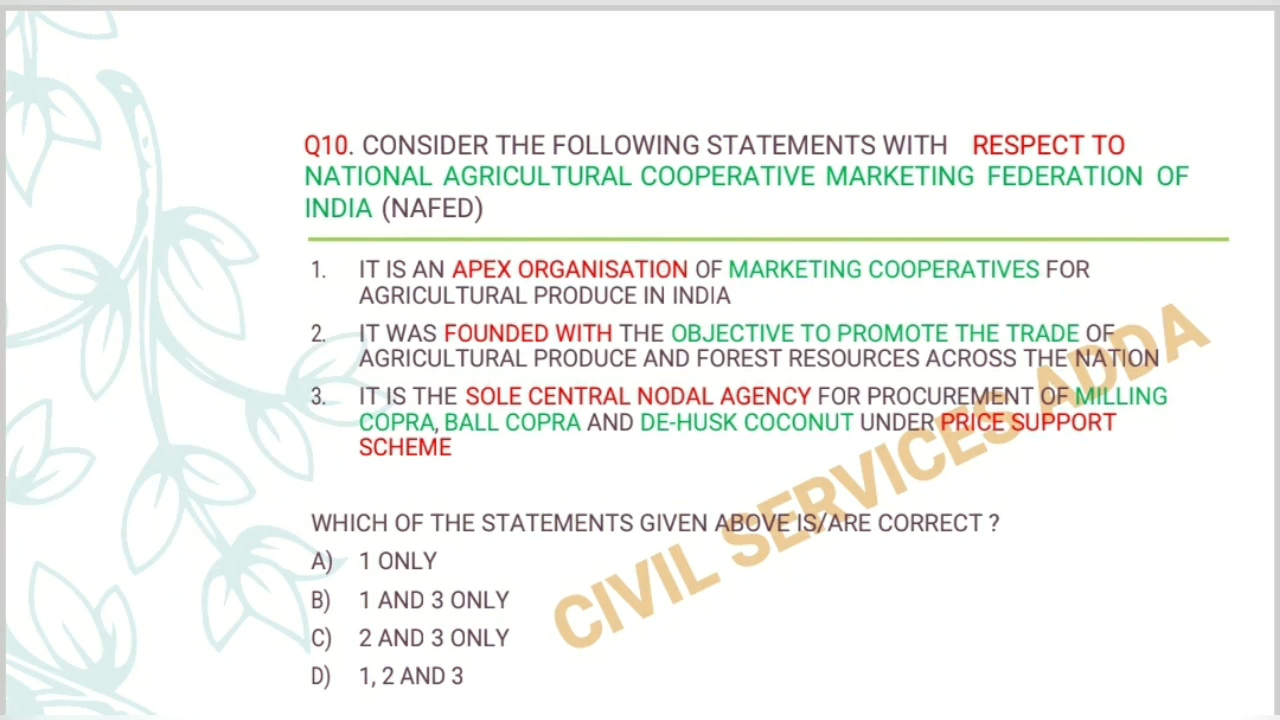 Q10. CONSIDER THE FOLLOWING STATEMENTS WITH RESPECT TO
NATIONAL AGRICULTURAL COOPERATIVE MARKETING FEDERATION OF
INDIA (NAFED)
1. IT IS AN APEX ORGANISATION OF MARKETING COOPERATIVES FOR
AGRICULTURAL PRODUCE IN INDIA
2. IT WAS FOUNDED WITH THE OBJECTIVE TO PROMOTE THE TRADE OF
AGRICULTURAL PRODUCE AND FOREST RESOURCES ACROSS THE NATION
3. IT IS THE SOLE CENTRAL NODAL AGENCY FOR PROCUREMENT OF MILLING
COPRA, BALL COPRA AND DE-HUSK COCONUT UNDER PRICE SUPPORT
SCHEME
WHICH OF THE STATEMENTS GIVEN ABOVE IS/ARE CORRECT ?
A) 1 ONLY
B) 1 AND 3 ONLY
C) 2 AND 3 ONLY
D) 1, 2 AND 3
CIVIL SERVICES ADDA